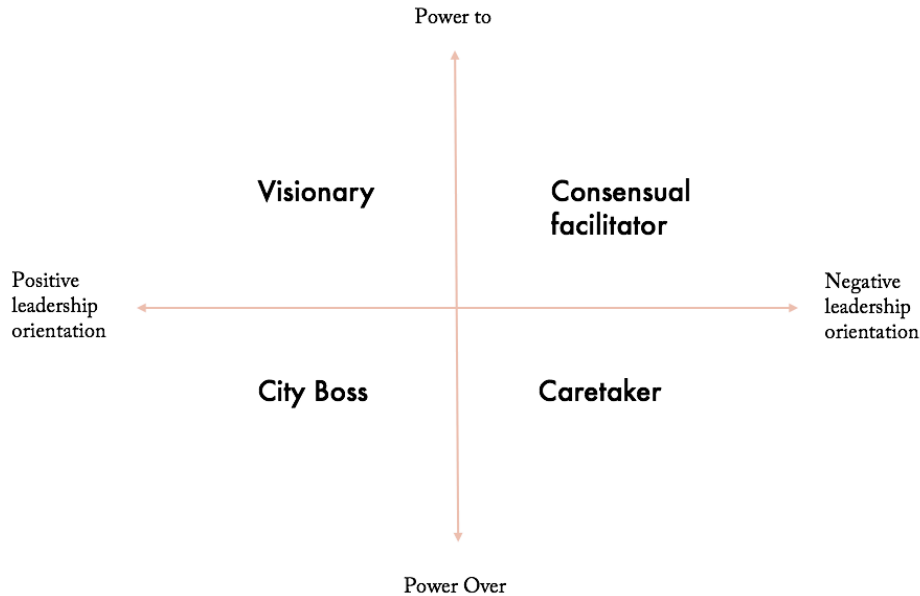 Power to
Visionary
Consensual
facilitator
Positive
leadership
orientation
Negative
leadership
orientation
City Boss
Caretaker
Power Over